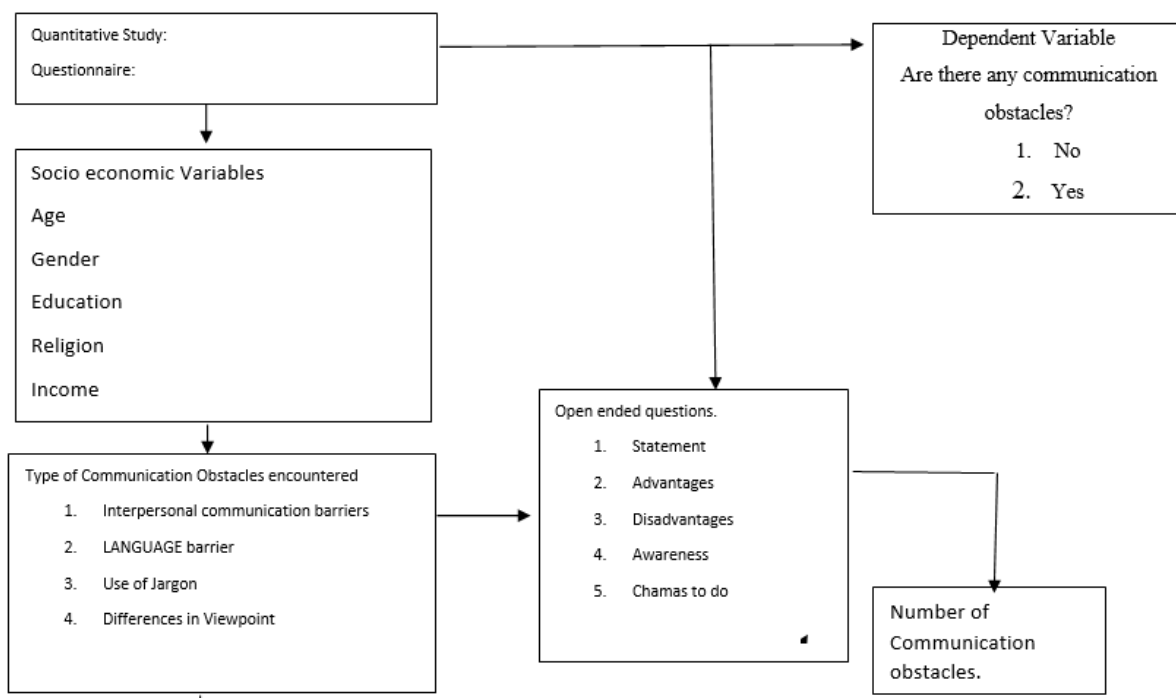 Quantitative Study:
Questionnaire:
Dependent Variable
Are there any communication
obstacles?
1. No
2. Yes
Socio economic Variables
Age
Gender
Education
Religion
Income
Type of Communication Obstacles encountered
1. Interpersonal communication barriers
2. LANGUAGE barrier
3. Use of Jargon
4. Differences in Viewpoint
Open ended questions.
1. Statement
2. Advantages
3. Disadvantages
4. Awareness
5. Chamas to do
Number of
Communication
obstacles.